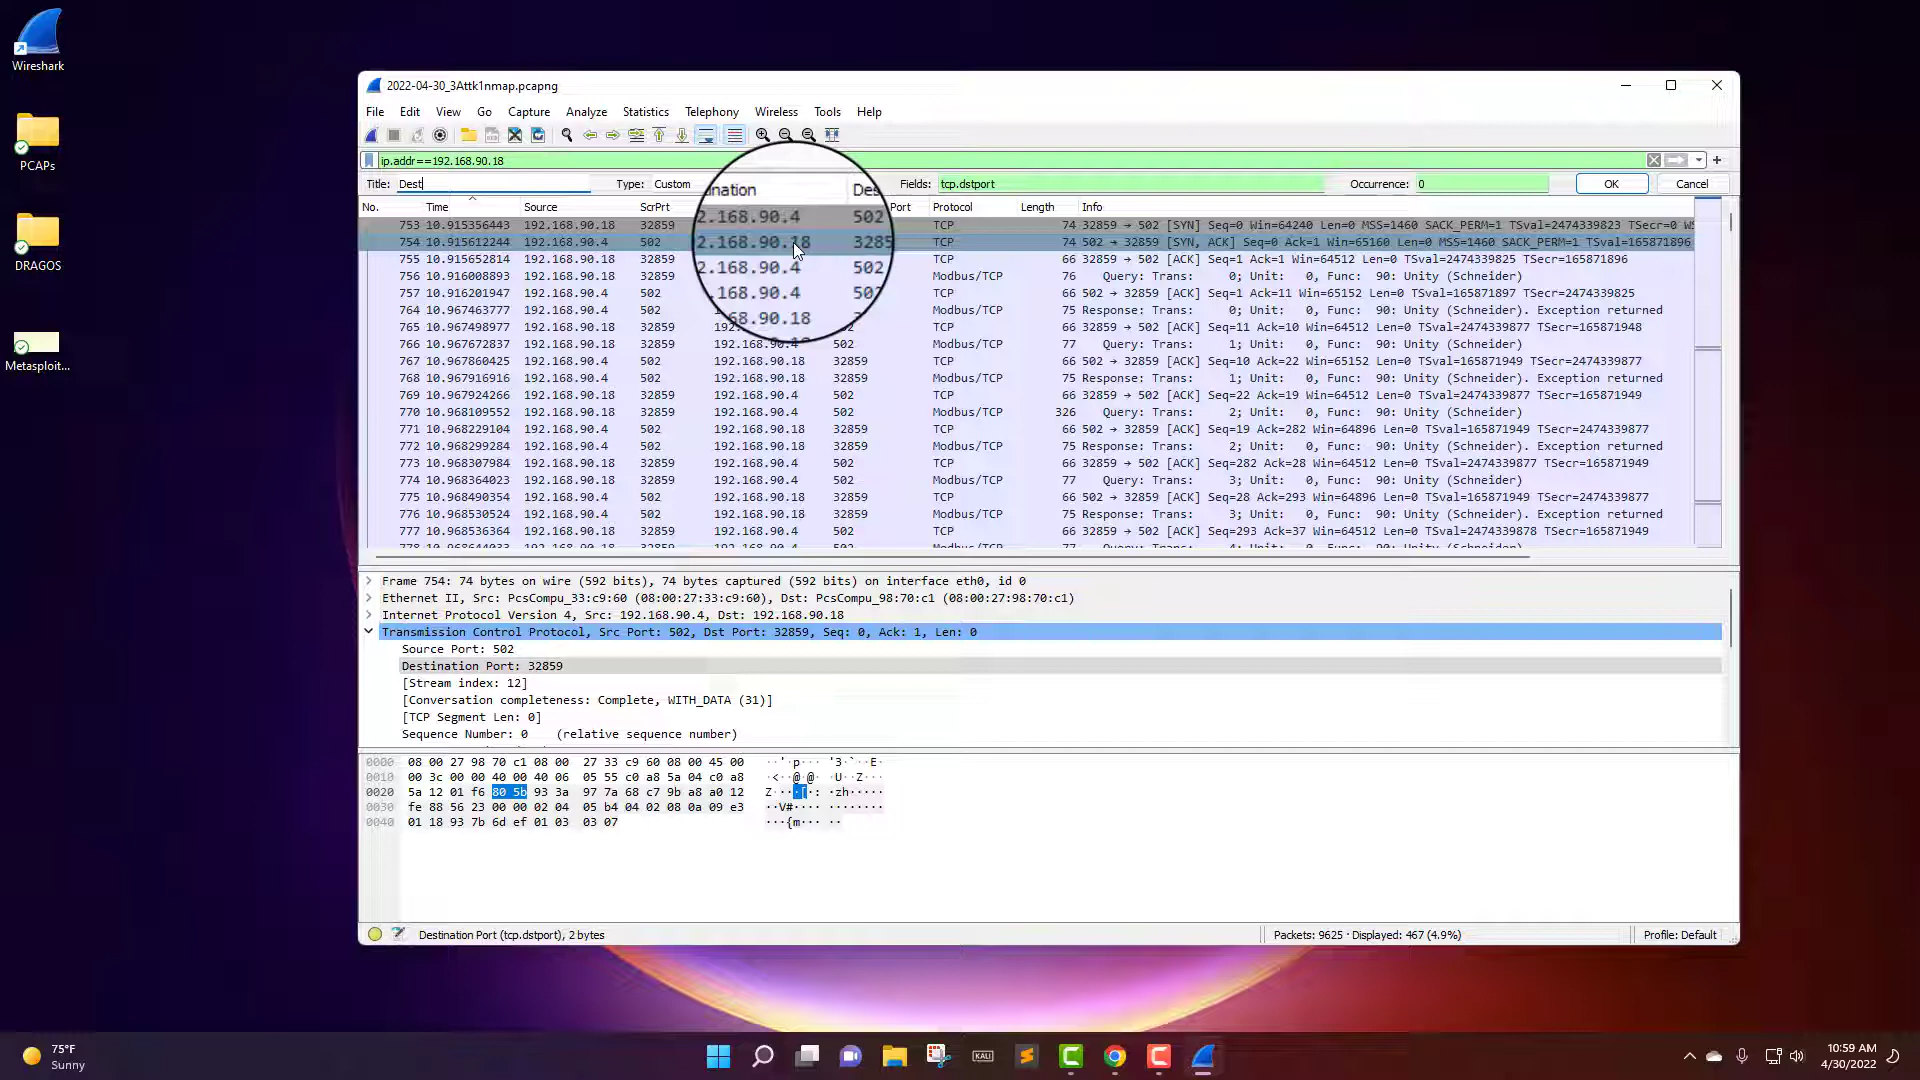 Wireshark
PCAPs
DRAGOS
Metasploit...
2022-04-30_3Attk1nmap.pcapng
File Edit View Go Capture Analyze Statistics Telephony Wireless Tools Help
ip.addr==192.168.90.18
Title: Dest Type: Custom Fields: tcp.dstport Occurrence: 0 OK Cancel
No. Time Source ScrPrt Port Protocol Length Info
753 10.915356443 192.168.90.18 32859 TCP 74 32859 → 502 [SYN] Seq=0 Win=64240 Len=0 MSS=1460 SACK_PERM=1 TSval=2474339823 TSecr=0 WS
754 10.915612244 192.168.90.4 502 TCP 74 502 → 32859 [SYN, ACK] Seq=0 Ack=1 Win=65160 Len=0 MSS=1460 SACK_PERM=1 TSval=165871896
755 10.915652814 192.168.90.18 32859 TCP 66 32859 → 502 [ACK] Seq=1 Ack=1 Win=64512 Len=0 TSval=2474339825 TSecr=165871896
756 10.916008893 192.168.90.18 32859 Modbus/TCP 76 Query: Trans: 0; Unit: 0, Func: 90: Unity (Schneider)
757 10.916201947 192.168.90.4 502 TCP 66 502 → 32859 [ACK] Seq=1 Ack=11 Win=65152 Len=0 TSval=165871897 TSecr=2474339825
764 10.967463777 192.168.90.4 502 Modbus/TCP 75 Response: Trans: 0; Unit: 0, Func: 90: Unity (Schneider). Exception returned
765 10.967498977 192.168.90.18 32859 192. 502 TCP 66 32859 → 502 [ACK] Seq=11 Ack=10 Win=64512 Len=0 TSval=2474339877 TSecr=165871948
766 10.967672837 192.168.90.18 32859 192.168.90.4 502 Modbus/TCP 77 Query: Trans: 1; Unit: 0, Func: 90: Unity (Schneider)
767 10.967860425 192.168.90.4 502 192.168.90.18 32859 TCP 66 502 → 32859 [ACK] Seq=10 Ack=22 Win=65152 Len=0 TSval=165871949 TSecr=2474339877
768 10.967916916 192.168.90.4 502 192.168.90.18 32859 Modbus/TCP 75 Response: Trans: 1; Unit: 0, Func: 90: Unity (Schneider). Exception returned
769 10.967924266 192.168.90.18 32859 192.168.90.4 502 TCP 66 32859 → 502 [ACK] Seq=22 Ack=19 Win=64512 Len=0 TSval=2474339877 TSecr=165871949
770 10.968109552 192.168.90.18 32859 192.168.90.4 502 Modbus/TCP 326 Query: Trans: 2; Unit: 0, Func: 90: Unity (Schneider)
771 10.968229104 192.168.90.4 502 192.168.90.18 32859 TCP 66 502 → 32859 [ACK] Seq=19 Ack=282 Win=64896 Len=0 TSval=165871949 TSecr=2474339877
772 10.968299284 192.168.90.4 502 192.168.90.18 32859 Modbus/TCP 75 Response: Trans: 2; Unit: 0, Func: 90: Unity (Schneider). Exception returned
773 10.968307984 192.168.90.18 32859 192.168.90.4 502 TCP 66 32859 → 502 [ACK] Seq=282 Ack=28 Win=64512 Len=0 TSval=2474339877 TSecr=165871949
774 10.968364023 192.168.90.18 32859 192.168.90.4 502 Modbus/TCP 77 Query: Trans: 3; Unit: 0, Func: 90: Unity (Schneider)
775 10.968490354 192.168.90.4 502 192.168.90.18 32859 TCP 66 502 → 32859 [ACK] Seq=28 Ack=293 Win=64896 Len=0 TSval=165871949 TSecr=2474339877
776 10.968530524 192.168.90.4 502 192.168.90.18 32859 Modbus/TCP 75 Response: Trans: 3; Unit: 0, Func: 90: Unity (Schneider). Exception returned
777 10.968536364 192.168.90.18 32859 192.168.90.4 502 TCP 66 32859 → 502 [ACK] Seq=293 Ack=37 Win=64512 Len=0 TSval=2474339878 TSecr=165871949
ination Des
2.168.90.4 502
2.168.90.18 3285
2.168.90.4 502
.168.90.4 502
68.90.18
Frame 754: 74 bytes on wire (592 bits), 74 bytes captured (592 bits) on interface eth0, id 0
Ethernet II, Src: PcsCompu_33:c9:60 (08:00:27:33:c9:60), Dst: PcsCompu_98:70:c1 (08:00:27:98:70:c1)
Internet Protocol Version 4, Src: 192.168.90.4, Dst: 192.168.90.18
Transmission Control Protocol, Src Port: 502, Dst Port: 32859, Seq: 0, Ack: 1, Len: 0
Source Port: 502
Destination Port: 32859
[Stream index: 12]
[Conversation completeness: Complete, WITH_DATA (31)]
[TCP Segment Len: 0]
Sequence Number: 0 (relative sequence number)
0000 08 00 27 98 70 c1 08 00 27 33 c9 60 08 00 45 00 ··'·p··· '3·`··E·
0010 00 3c 00 00 40 00 40 06 05 55 c0 a8 5a 04 c0 a8 ·<··@·@· ·U··Z···
0020 5a 12 01 f6 80 5b 93 3a 97 7a 68 c7 9b a8 a0 12 Z····[·: ·zh·····
0030 fe 88 56 23 00 00 02 04 05 b4 04 02 08 0a 09 e3 ··V#···· ········
0040 01 18 93 7b 6d ef 01 03 03 07 ···{m··· ··
Destination Port (tcp.dstport), 2 bytes Packets: 9625 · Displayed: 467 (4.9%) Profile: Default
75°F
Sunny
KALI
10:59 AM
4/30/2022